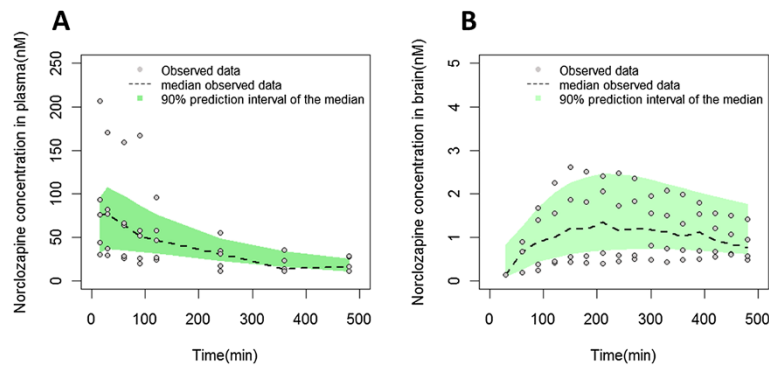 A
Norclozapine concentration in plasma(nM)
250
200
150
100
50
0
Observed data
median observed data
90% prediction interval of the median
0 100 200 300 400 500
Time(min)
B
Norclozapine concentration in brain(nM)
5
4
3
2
1
0
Observed data
median observed data
90% prediction interval of the median
0 100 200 300 400 500
Time(min)